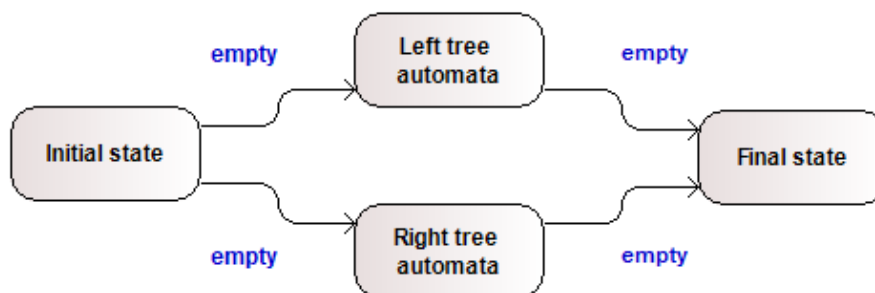 empty
Left tree
automata
empty
Initial state
Final state
empty
Right tree
automata
empty